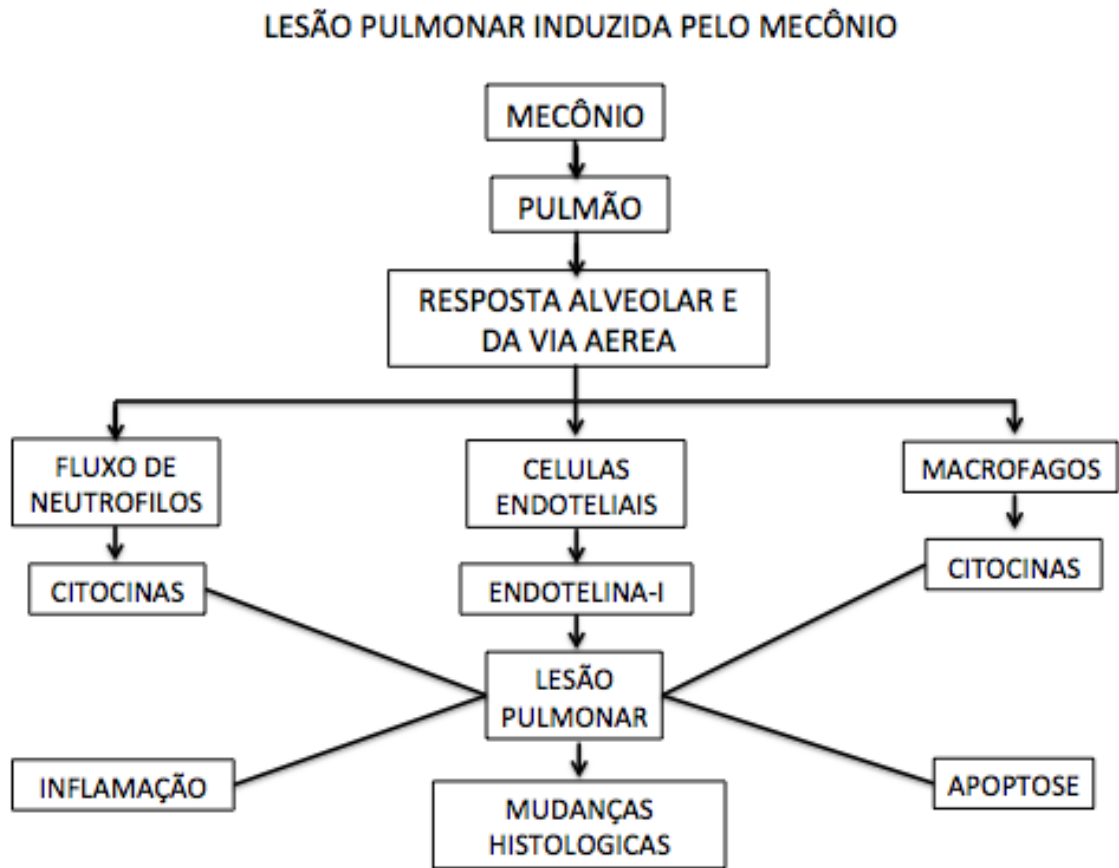 LESÃO PULMONAR INDUZIDA PELO MECÔNIO
MECÔNIO
PULMÃO
RESPOSTA ALVEOLAR E
DA VIA AEREA
FLUXO DE
NEUTROFILOS
CELULAS
ENDOTELIAIS
MACROFAGOS
CITOCINAS
ENDOTELINA-I
CITOCINAS
LESÃO
PULMONAR
INFLAMAÇÃO
MUDANÇAS
HISTOLOGICAS
APOPTOSE